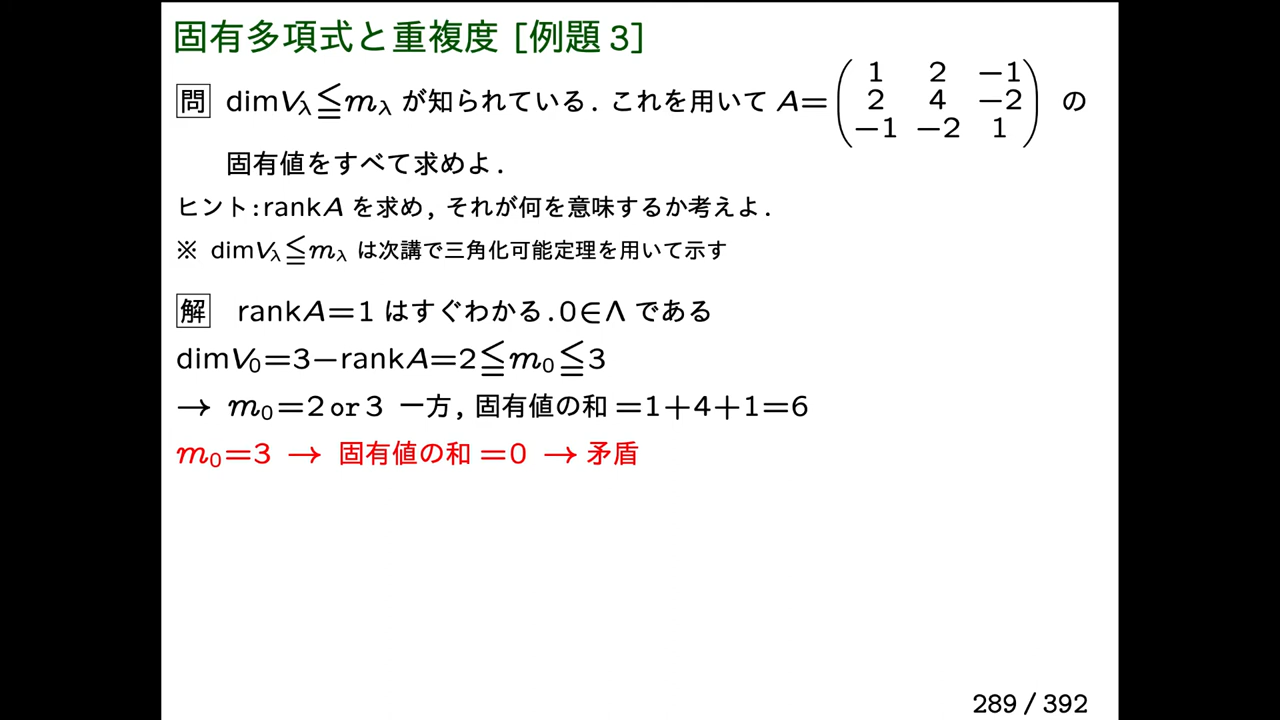 固有多項式と重複度 [例題 3]
問 dimV_λ≦m_λ が知られている. これを用いて A=(1 2 −1
2 4 −2
−1 −2 1) の
固有値をすべて求めよ.
ヒント:rankA を求め, それが何を意味するか考えよ.
※ dimV_λ≦m_λ は次講で三角化可能定理を用いて示す
解 rankA=1 はすぐわかる.0∈Λ である
dimV₀=3−rankA=2≦m₀≦3
→ m₀=2 or 3 一方, 固有値の和 =1+4+1=6
m₀=3 → 固有値の和 =0 → 矛盾
289 / 392